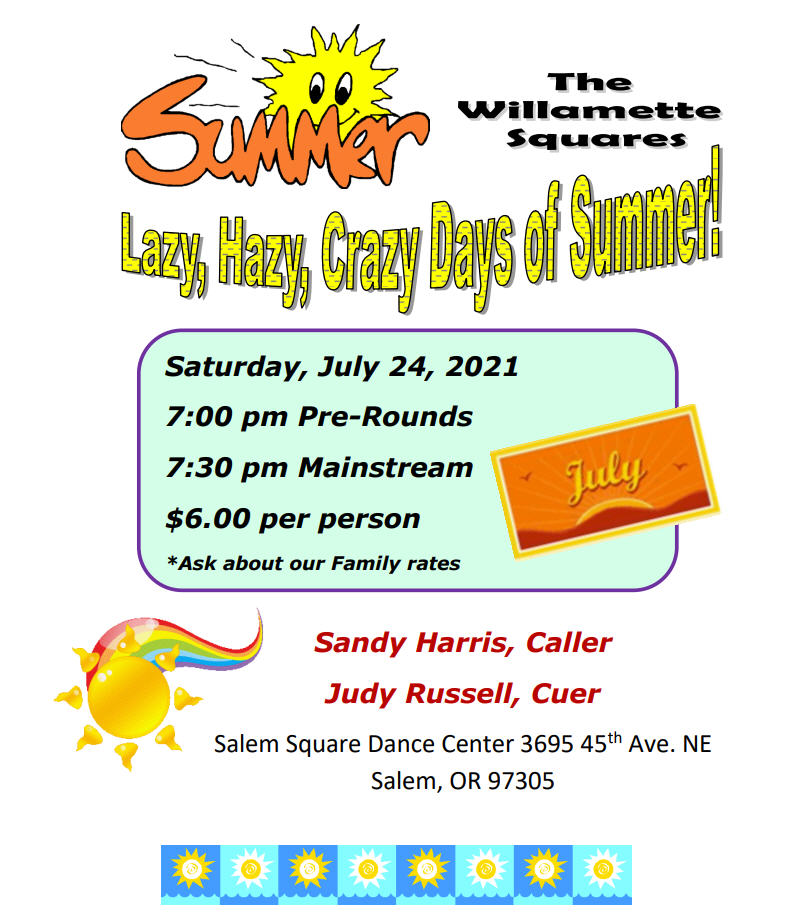 Summer
The
Willamette
Squares
Lazy, Hazy, Crazy Days of Summer!
Saturday, July 24, 2021
7:00 pm Pre-Rounds
7:30 pm Mainstream
$6.00 per person
*Ask about our Family rates
July
Sandy Harris, Caller
Judy Russell, Cuer
Salem Square Dance Center 3695 45th Ave. NE
Salem, OR 97305